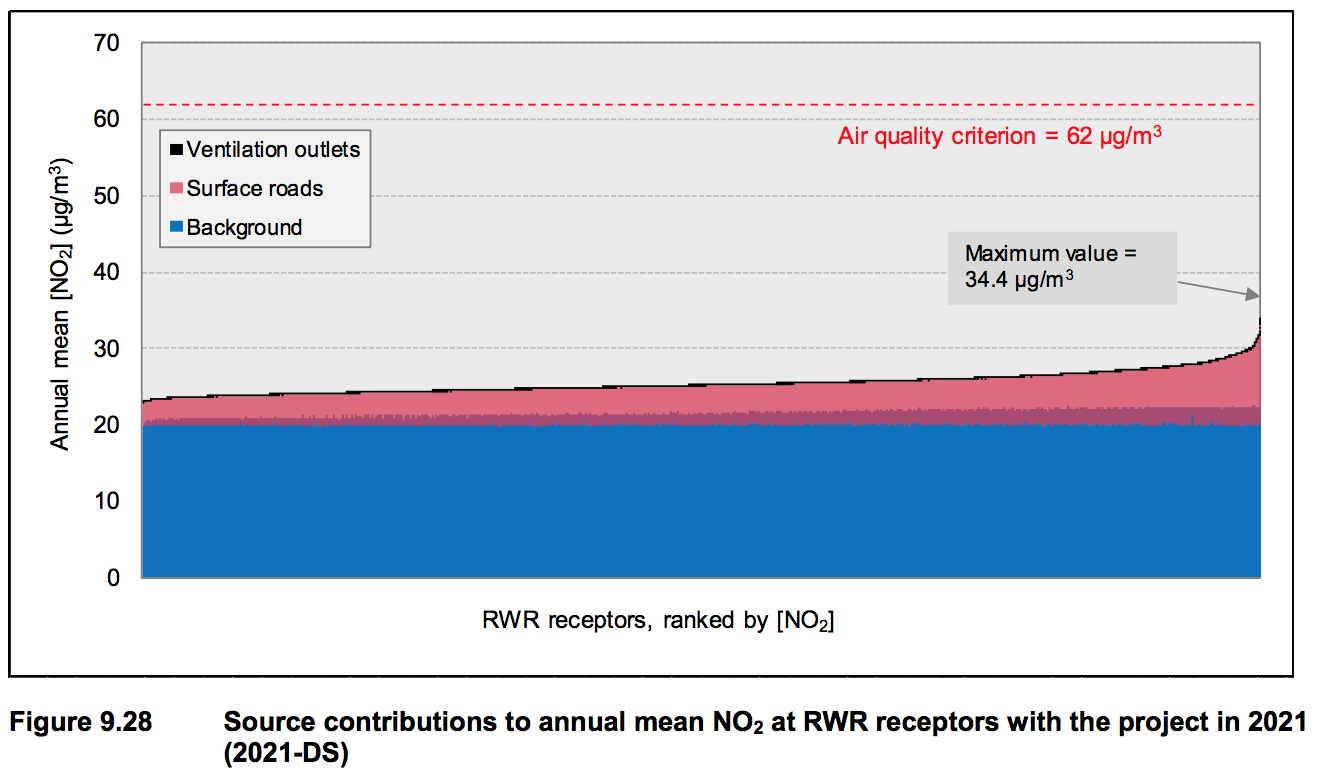 70
60
50
40
30
20
10
0
Annual mean [NO₂] (µg/m³)
Air quality criterion = 62 µg/m³
Ventilation outlets
Surface roads
Background
Maximum value =
34.4 µg/m³
RWR receptors, ranked by [NO₂]
Figure 9.28 Source contributions to annual mean NO₂ at RWR receptors with the project in 2021
(2021-DS)